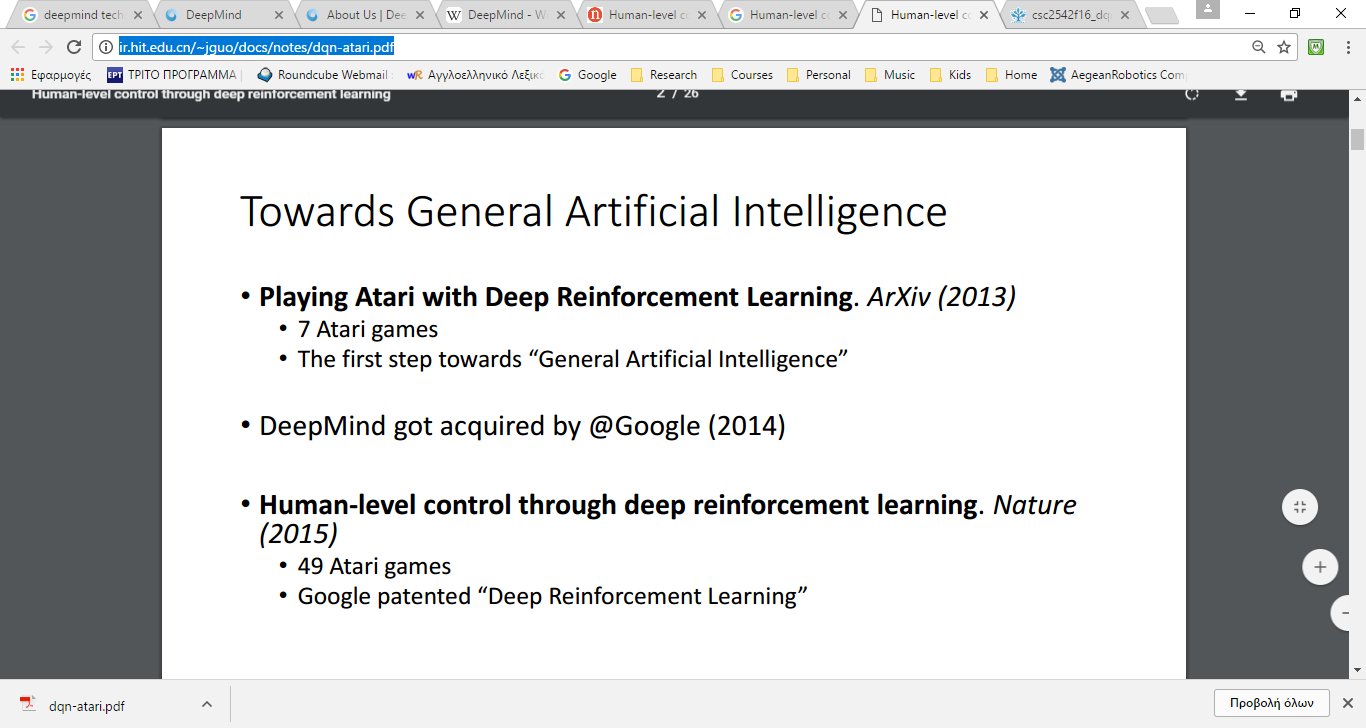 deepmind tech
DeepMind
About Us | Dee
DeepMind - W
Human-level co
Human-level co
Human-level co
csc2542f16_dq
ir.hit.edu.cn/~jguo/docs/notes/dqn-atari.pdf
Εφαρμογές
ΕΡΤ ΤΡΙΤΟ ΠΡΟΓΡΑΜΜΑ
Roundcube Webmail
WR Αγγλοελληνικό Λεξικ
Google
Research
Courses
Personal
Music
Kids
Home
AegeanRobotics Com
Human-level control through deep reinforcement learning
2 / 26
Towards General Artificial Intelligence
• Playing Atari with Deep Reinforcement Learning. ArXiv (2013)
• 7 Atari games
• The first step towards “General Artificial Intelligence”
• DeepMind got acquired by @Google (2014)
• Human-level control through deep reinforcement learning. Nature
(2015)
• 49 Atari games
• Google patented “Deep Reinforcement Learning”
dqn-atari.pdf
Προβολή όλων